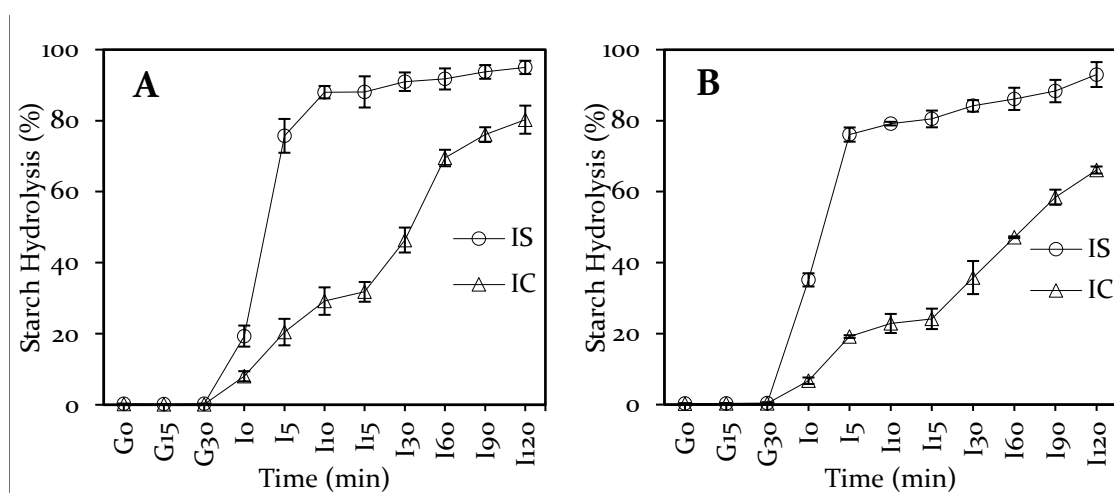 A
Starch Hydrolysis (%)
100
80
60
40
20
0
IS
IC
G0
G15
G30
I0
I5
I10
I15
I30
I60
I90
I120
Time (min)
B
Starch Hydrolysis (%)
100
80
60
40
20
0
IS
IC
G0
G15
G30
I0
I5
I10
I15
I30
I60
I90
I120
Time (min)